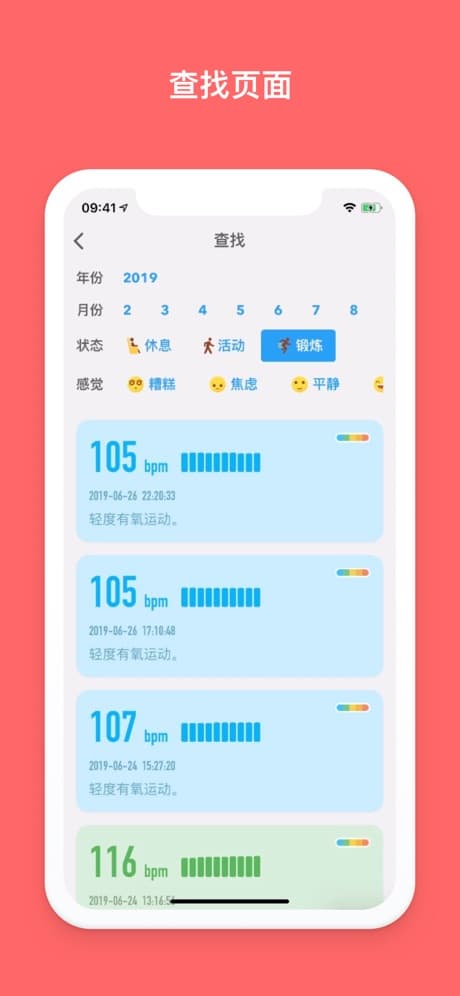 查找页面
09:41
查找
年份 2019
月份 2 3 4 5 6 7 8
状态 休息 活动 锻炼
感觉 糟糕 焦虑 平静
105 bpm
2019-06-26 22:20:33
轻度有氧运动。
105 bpm
2019-06-26 17:10:48
轻度有氧运动。
107 bpm
2019-06-24 15:27:20
轻度有氧运动。
116 bpm
2019-06-24 13:16:51